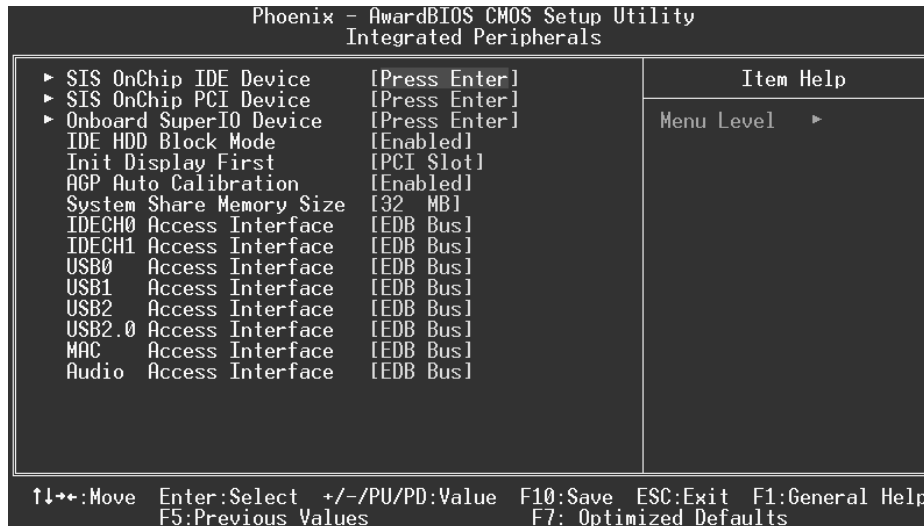 Phoenix - AwardBIOS CMOS Setup Utility
Integrated Peripherals
► SIS OnChip IDE Device [Press Enter]
► SIS OnChip PCI Device [Press Enter]
► Onboard SuperIO Device [Press Enter]
IDE HDD Block Mode [Enabled]
Init Display First [PCI Slot]
AGP Auto Calibration [Enabled]
System Share Memory Size [32 MB]
IDECH0 Access Interface [EDB Bus]
IDECH1 Access Interface [EDB Bus]
USB0 Access Interface [EDB Bus]
USB1 Access Interface [EDB Bus]
USB2 Access Interface [EDB Bus]
USB2.0 Access Interface [EDB Bus]
MAC Access Interface [EDB Bus]
Audio Access Interface [EDB Bus]
Item Help
Menu Level ►
↑↓→←:Move Enter:Select +/-/PU/PD:Value F10:Save ESC:Exit F1:General Help
F5:Previous Values F7: Optimized Defaults